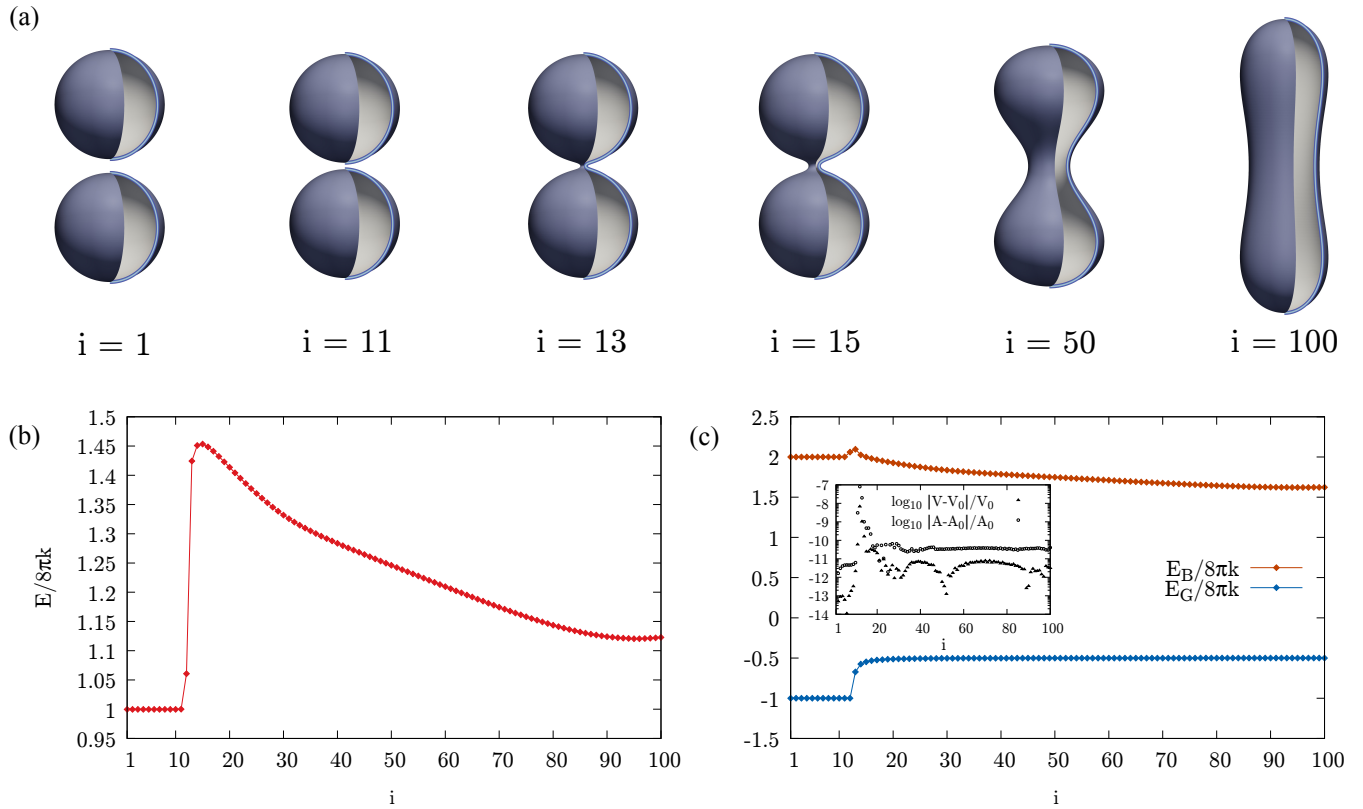 (a)
i = 1 i = 11 i = 13 i = 15 i = 50 i = 100
(b)
E/8πk
1.5
1.45
1.4
1.35
1.3
1.25
1.2
1.15
1.1
1.05
1
0.95
1 10 20 30 40 50 60 70 80 90 100
i
(c)
2.5
2
1.5
1
0.5
0
-0.5
-1
-1.5
-7
-8
-9
-10
-11
-12
-13
-14
log₁₀ |V-V₀|/V₀
log₁₀ |A-A₀|/A₀
1 20 40 60 80 100
i
E_B/8πk
E_G/8πk
1 10 20 30 40 50 60 70 80 90 100
i